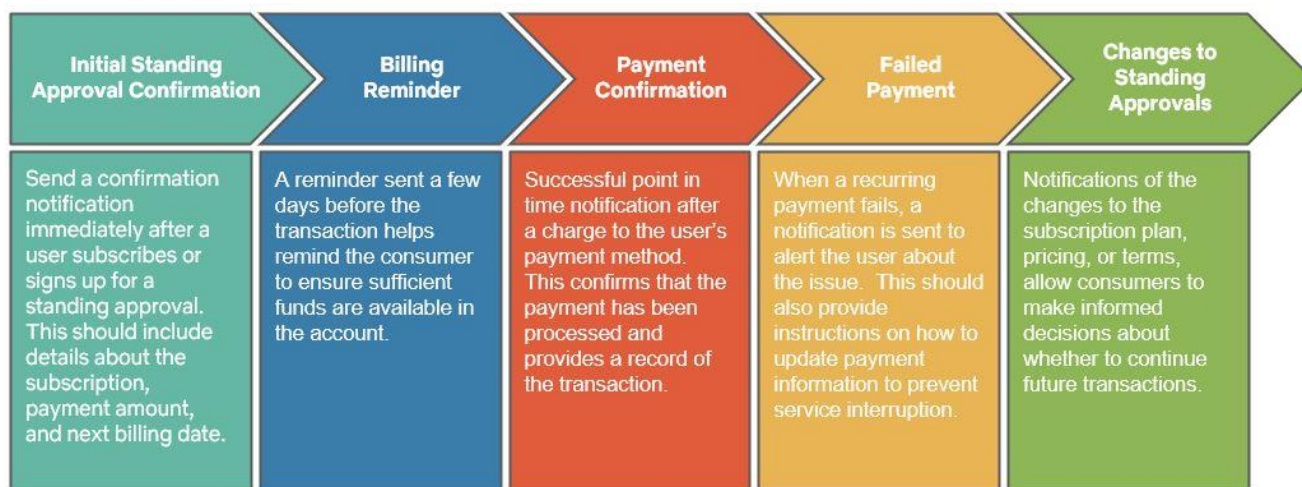 Initial Standing
Approval Confirmation
Billing
Reminder
Payment
Confirmation
Failed
Payment
Changes to
Standing
Approvals
Send a confirmation
notification
immediately after a
user subscribes or
signs up for a
standing approval.
This should include
details about the
subscription,
payment amount,
and next billing date.
A reminder sent a few
days before the
transaction helps
remind the consumer
to ensure sufficient
funds are available in
the account.
Successful point in
time notification after
a charge to the user’s
payment method.
This confirms that the
payment has been
processed and
provides a record of
the transaction.
When a recurring
payment fails, a
notification is sent to
alert the user about
the issue.  This should
also provide
instructions on how to
update payment
information to prevent
service interruption.
Notifications of the
changes to the
subscription plan,
pricing, or terms,
allow consumers to
make informed
decisions about
whether to continue
future transactions.